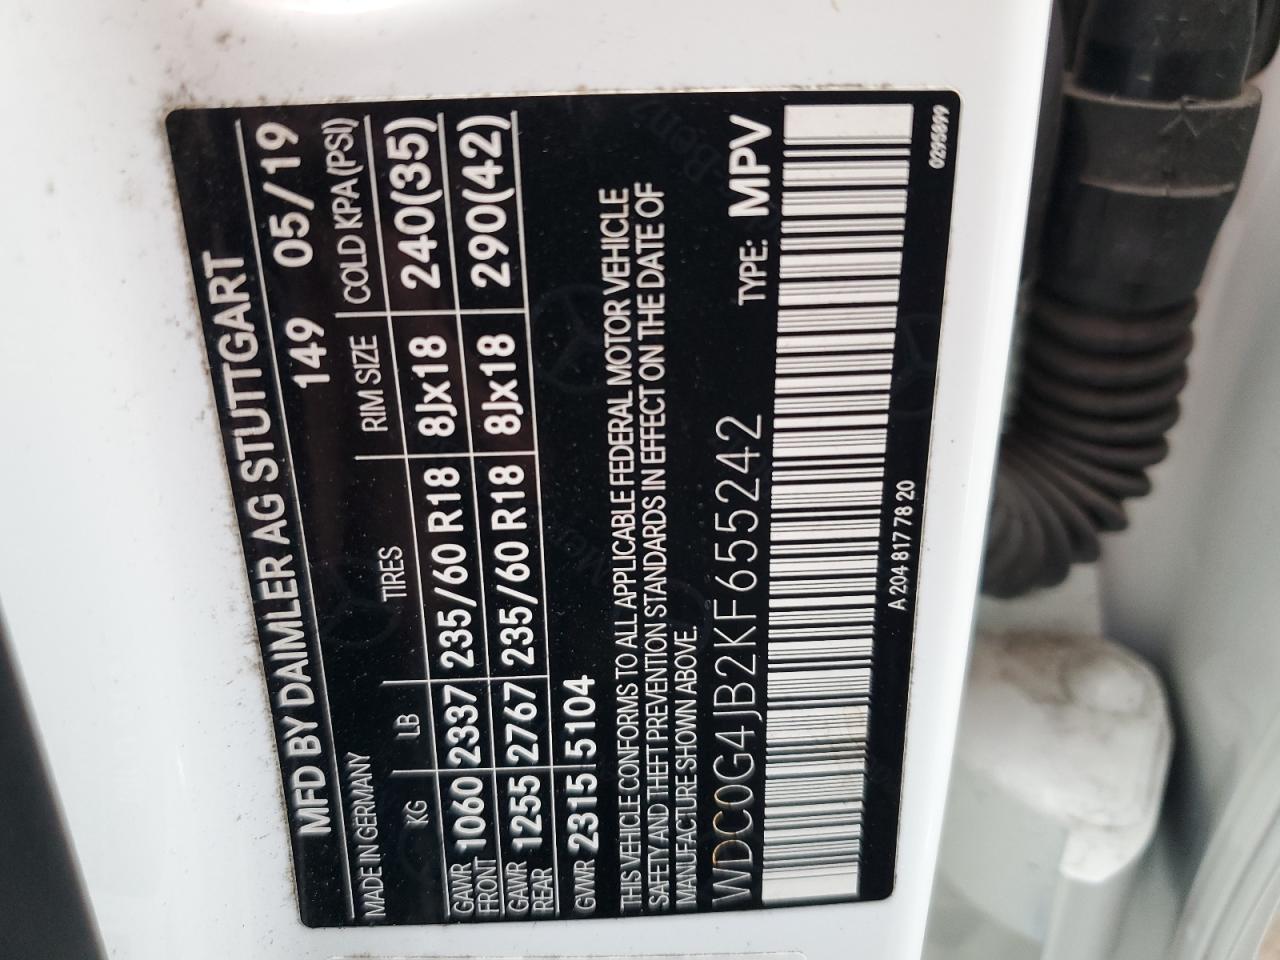 MFD BY DAIMLER AG STUTTGART
MADE IN GERMANY 149 05/19
KG LB TIRES RIM SIZE COLD KPA (PSI)
GAWR FRONT 1060 2337 235/60 R18 8Jx18 240(35)
GAWR REAR 1255 2767 235/60 R18 8Jx18 290(42)
GVWR 2315 5104
THIS VEHICLE CONFORMS TO ALL APPLICABLE FEDERAL MOTOR VEHICLE
SAFETY AND THEFT PREVENTION STANDARDS IN EFFECT ON THE DATE OF
MANUFACTURE SHOWN ABOVE.
WDC0G4JB2KF655242 TYPE: MPV
A 204 817 78 20 0295899